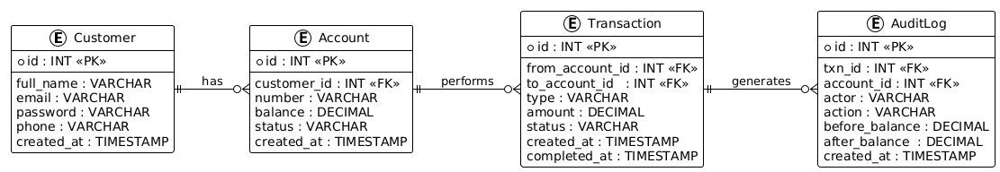 E Customer
id : INT «PK»
full_name : VARCHAR
email : VARCHAR
password : VARCHAR
phone : VARCHAR
created_at : TIMESTAMP
has
E Account
id : INT «PK»
customer_id : INT «FK»
number : VARCHAR
balance : DECIMAL
status : VARCHAR
created_at : TIMESTAMP
performs
E Transaction
id : INT «PK»
from_account_id : INT «FK»
to_account_id : INT «FK»
type : VARCHAR
amount : DECIMAL
status : VARCHAR
created_at : TIMESTAMP
completed_at : TIMESTAMP
generates
E AuditLog
id : INT «PK»
txn_id : INT «FK»
account_id : INT «FK»
actor : VARCHAR
action : VARCHAR
before_balance : DECIMAL
after_balance : DECIMAL
created_at : TIMESTAMP